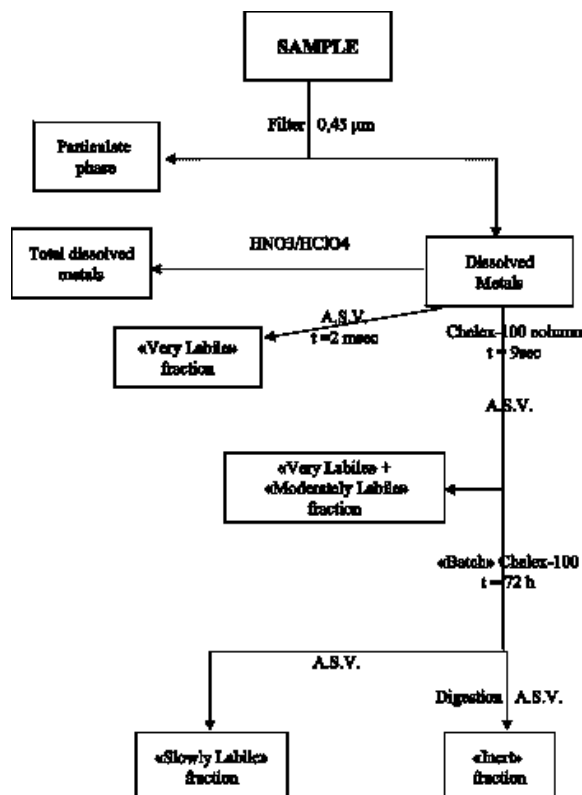 SAMPLE
Filter 0,45 µm
Particulate
phase
HNO3/HClO4
Total dissolved
metals
Dissolved
Metals
A.S.V.
t =2 msec
Chelex-100 column
t = 9sec
«Very Labile»
fraction
A.S.V.
«Very Labile» +
«Moderately Labile»
fraction
«Batch» Chelex-100
t = 72 h
A.S.V.
Digestion A.S.V.
«Slowly Labile»
fraction
«Inert»
fraction